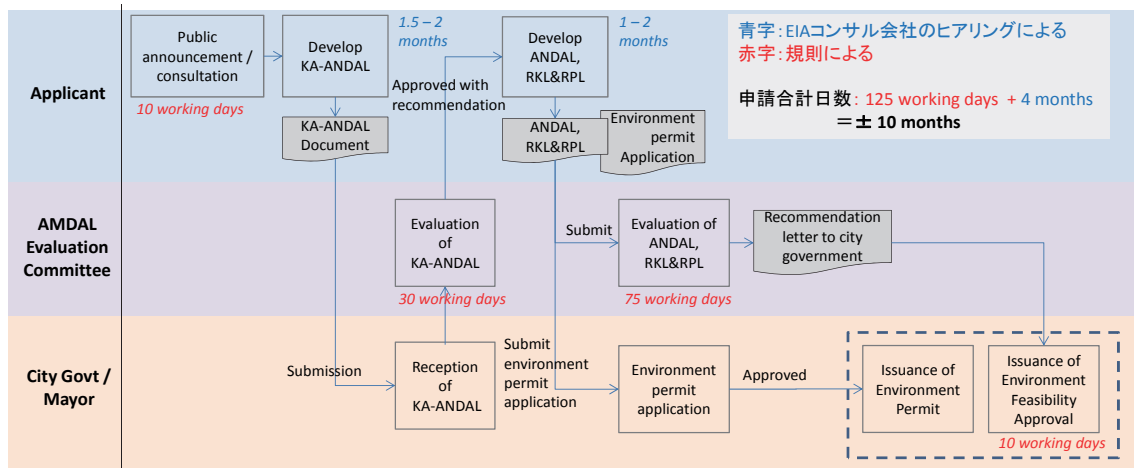 Applicant
Public
announcement /
consultation
10 working days
Develop
KA-ANDAL
1.5 – 2
months
KA-ANDAL
Document
Approved with
recommendation
Develop
ANDAL,
RKL&RPL
1 – 2
months
ANDAL,
RKL&RPL
Environment
permit
Application
青字：EIAコンサル会社のヒアリングによる
赤字：規則による
申請合計日数： 125 working days + 4 months
＝± 10 months
AMDAL
Evaluation
Committee
Evaluation
of
KA-ANDAL
30 working days
Submit
Evaluation of
ANDAL,
RKL&RPL
75 working days
Recommendation
letter to city
government
City Govt /
Mayor
Submission
Reception
of
KA-ANDAL
Submit
environment
permit
application
Environment
permit
application
Approved
Issuance of
Environment
Permit
Issuance of
Environment
Feasibility
Approval
10 working days